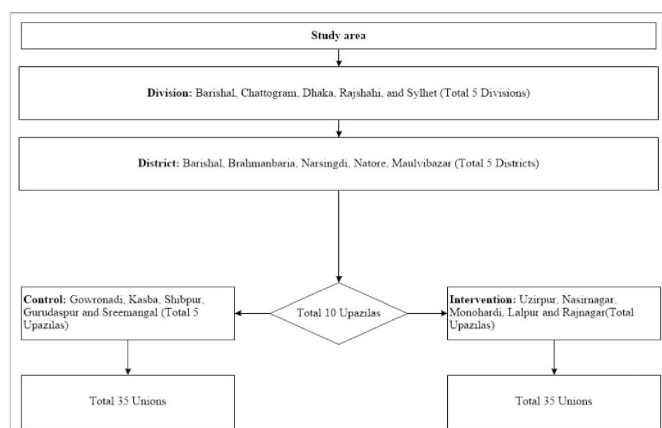 Study area
Division: Barishal, Chattogram, Dhaka, Rajshahi, and Sylhet (Total 5 Divisions)
District: Barishal, Brahmanbaria, Narsingdi, Natore, Maulvibazar (Total 5 Districts)
Control: Gowronadi, Kasba, Shibpur,
Gurudaspur and Sreemangal (Total 5
Upazilas)
Total 10 Upazilas
Intervention: Uzirpur, Nasirnagar,
Monohardi, Lalpur and Rajnagar(Total
Upazilas)
Total 35 Unions
Total 35 Unions